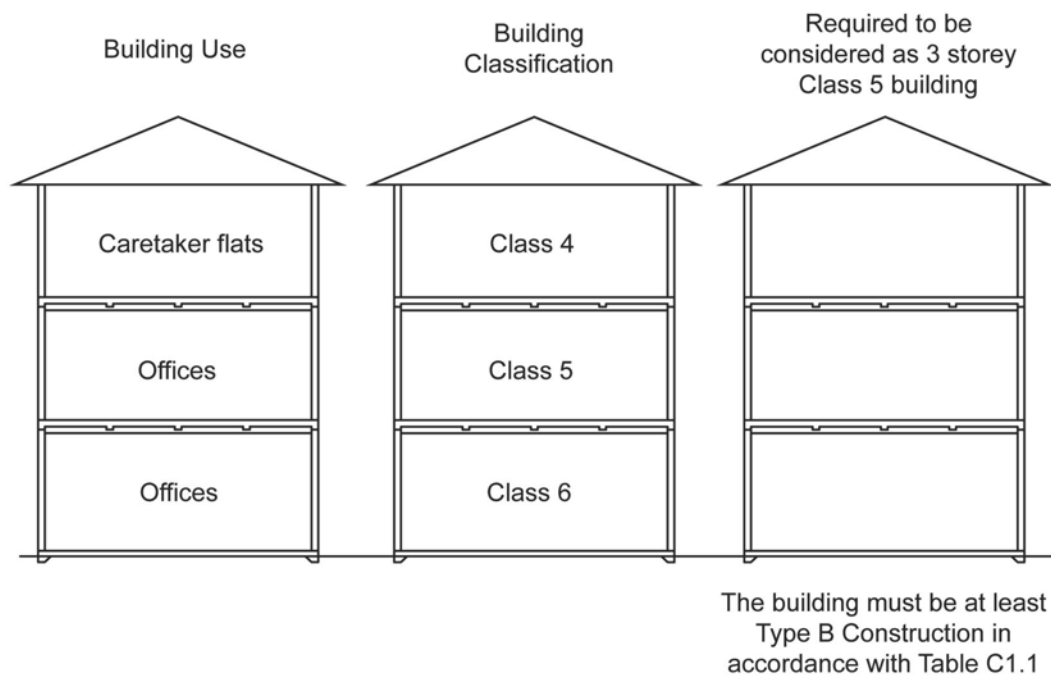 Building Use
Building
Classification
Required to be
considered as 3 storey
Class 5 building
Caretaker flats
Class 4
Offices
Class 5
Offices
Class 6
The building must be at least
Type B Construction in
accordance with Table C1.1